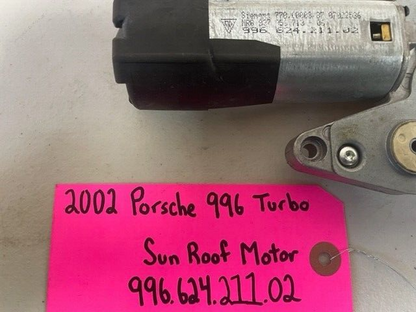 996.624.211.02
2002 Porsche 996 Turbo
Sun Roof Motor
996.624.211.02